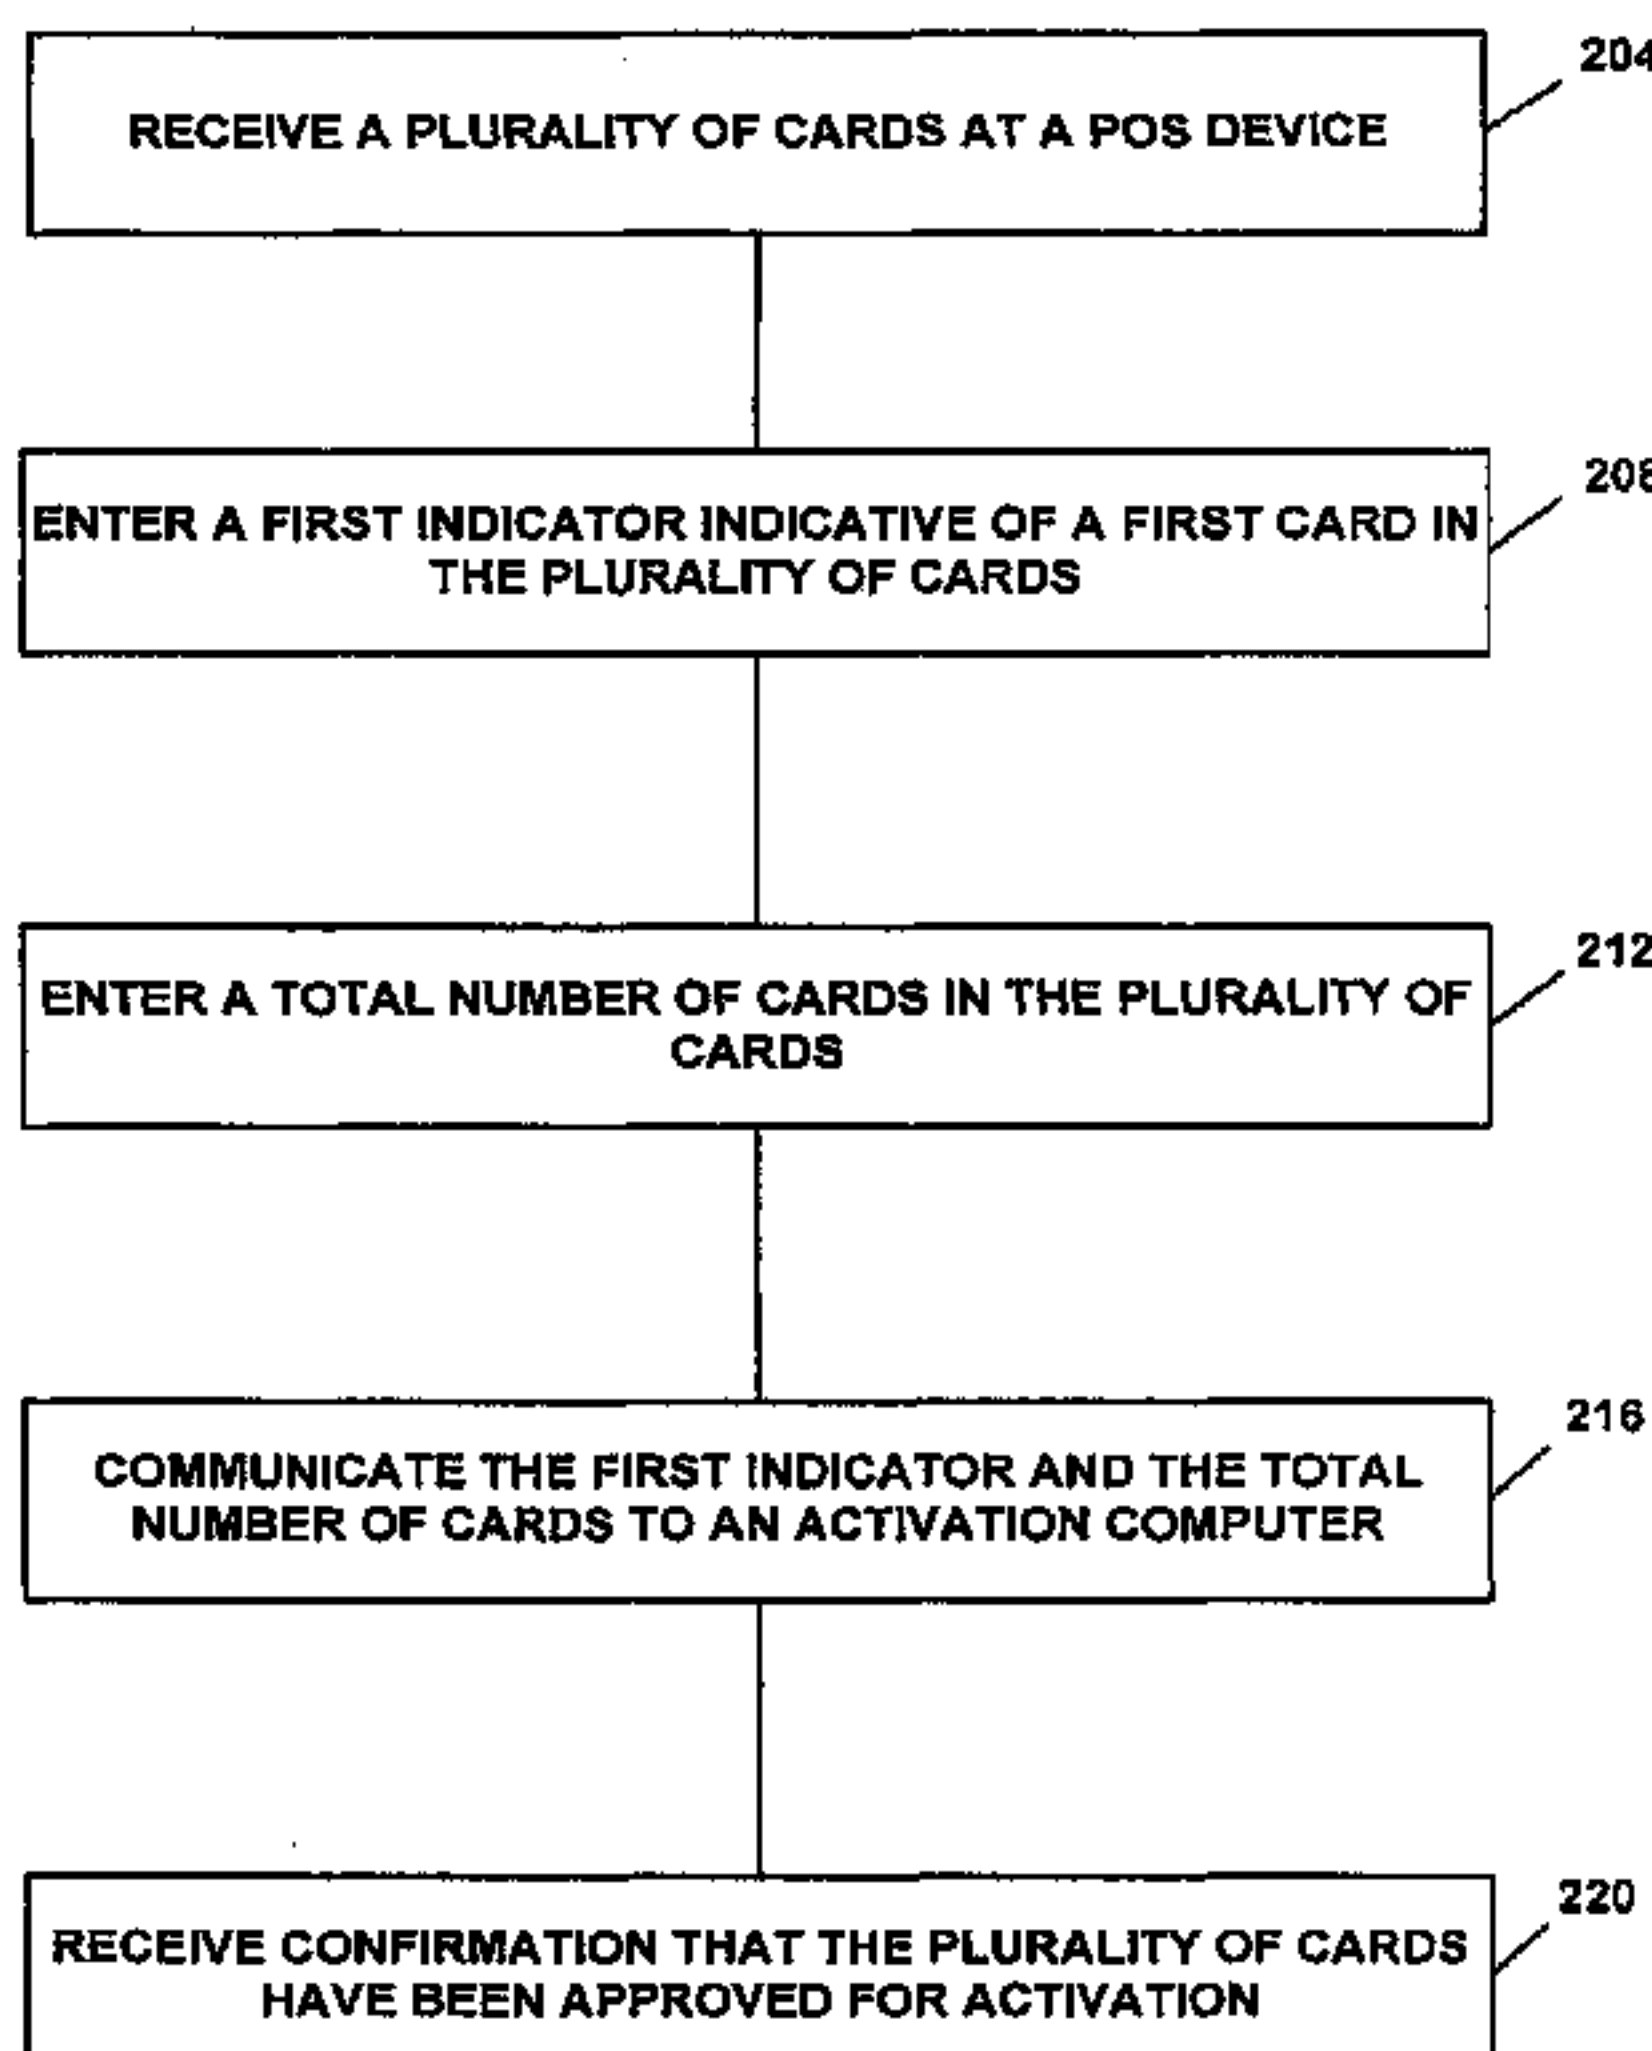 204
RECEIVE A PLURALITY OF CARDS AT A POS DEVICE
208
ENTER A FIRST INDICATOR INDICATIVE OF A FIRST CARD IN
THE PLURALITY OF CARDS
212
ENTER A TOTAL NUMBER OF CARDS IN THE PLURALITY OF
CARDS
216
COMMUNICATE THE FIRST INDICATOR AND THE TOTAL
NUMBER OF CARDS TO AN ACTIVATION COMPUTER
220
RECEIVE CONFIRMATION THAT THE PLURALITY OF CARDS
HAVE BEEN APPROVED FOR ACTIVATION